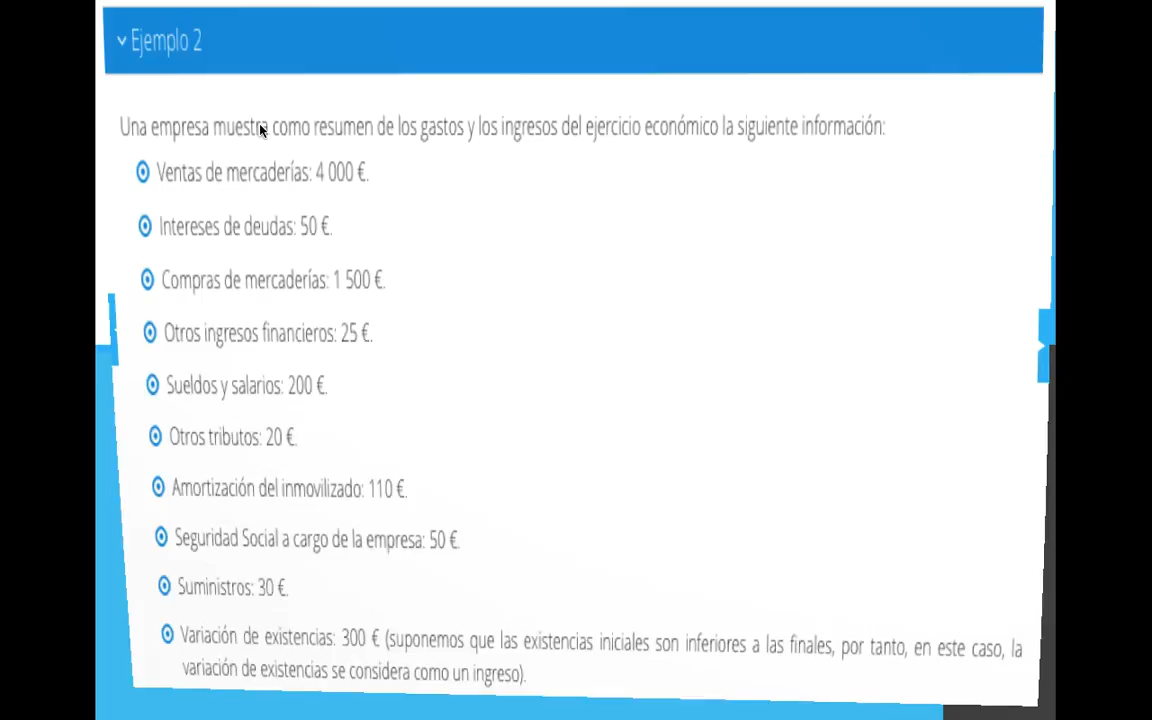 Ejemplo 2
Una empresa muestra como resumen de los gastos y los ingresos del ejercicio económico la siguiente información:
Ventas de mercaderías: 4 000 €.
Intereses de deudas: 50 €.
Compras de mercaderías: 1 500 €.
Otros ingresos financieros: 25 €.
Sueldos y salarios: 200 €.
Otros tributos: 20 €.
Amortización del inmovilizado: 110 €.
Seguridad Social a cargo de la empresa: 50 €.
Suministros: 30 €.
Variación de existencias: 300 € (suponemos que las existencias iniciales son inferiores a las finales, por tanto, en este caso, la
variación de existencias se considera como un ingreso).